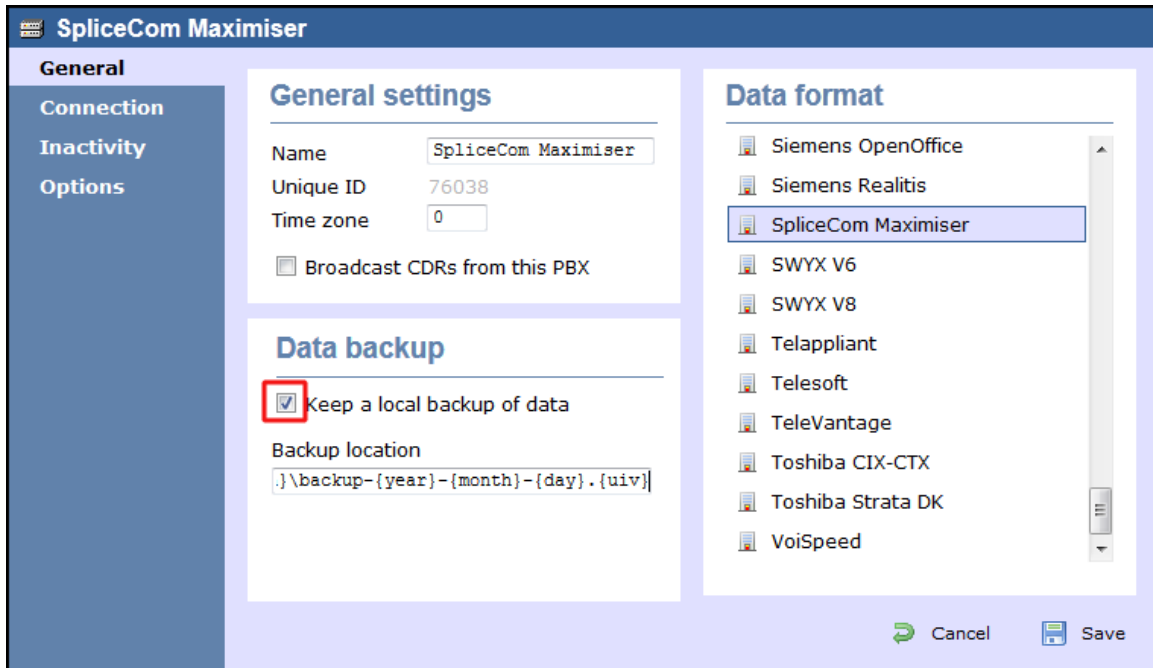 SpliceCom Maximiser
General
Connection
Inactivity
Options
General settings
Name SpliceCom Maximiser
Unique ID 76038
Time zone 0
Broadcast CDRs from this PBX
Data backup
Keep a local backup of data
Backup location
.}\backup-{year}-{month}-{day}.{uiv}
Data format
Siemens OpenOffice
Siemens Realitis
SpliceCom Maximiser
SWYX V6
SWYX V8
Telappliant
Telesoft
TeleVantage
Toshiba CIX-CTX
Toshiba Strata DK
VoiSpeed
Cancel
Save